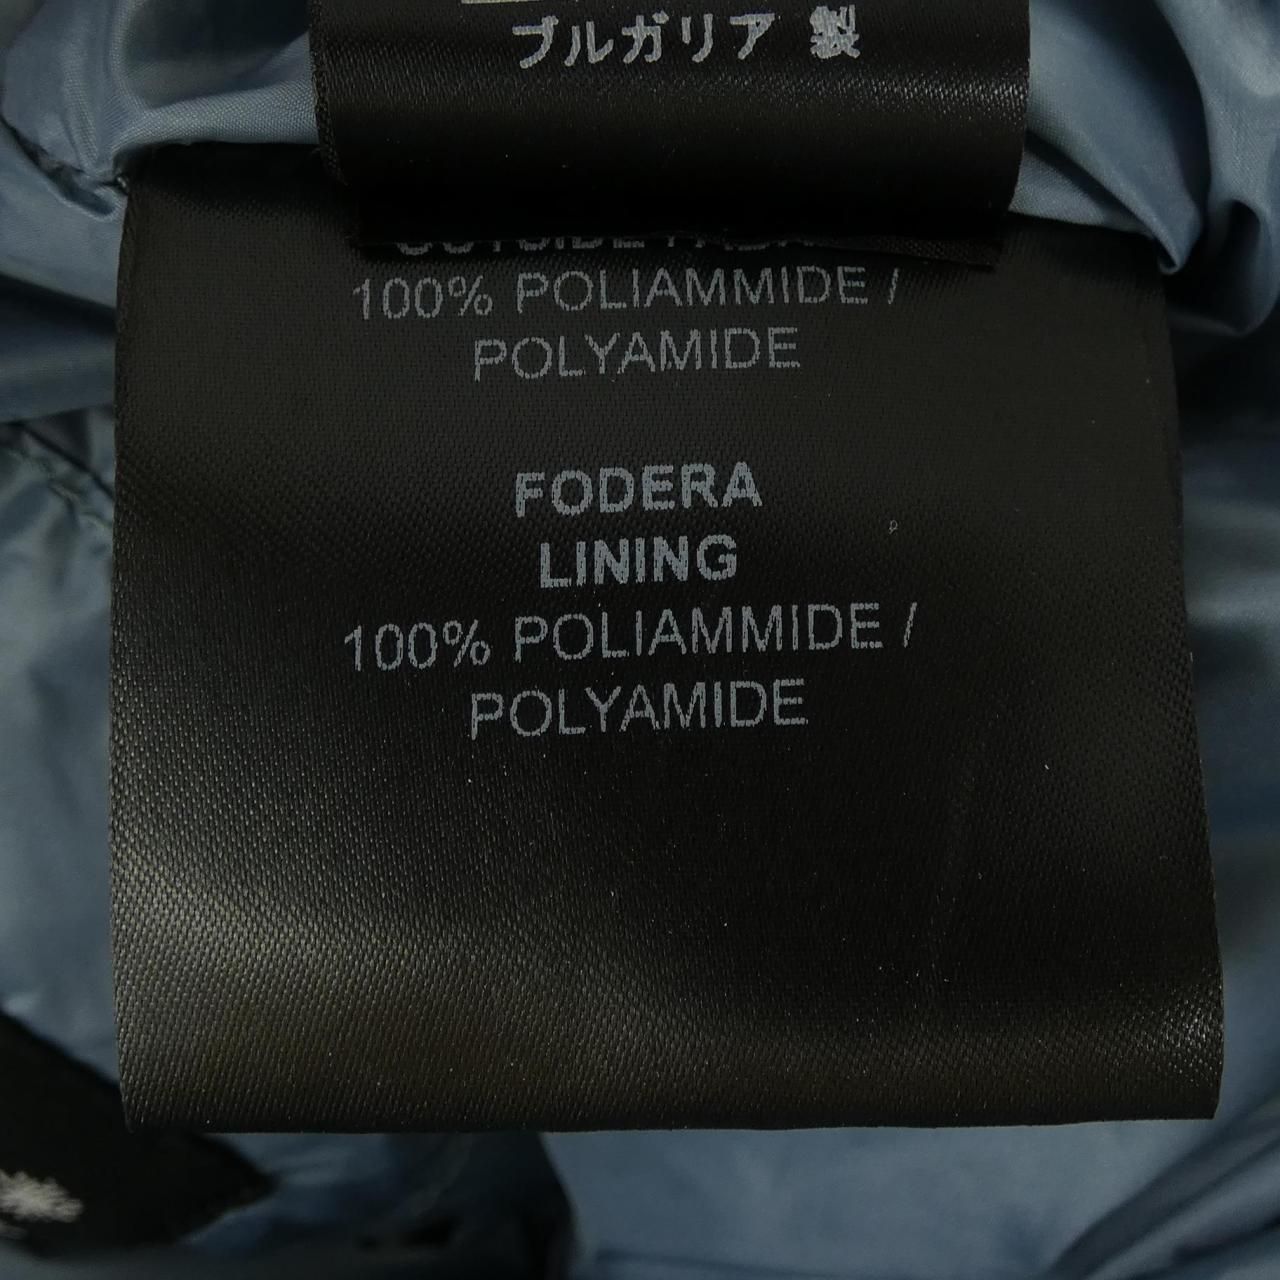 ブルガリア 製
100% POLIAMMIDE /
POLYAMIDE
FODERA
LINING
100% POLIAMMIDE /
POLYAMIDE